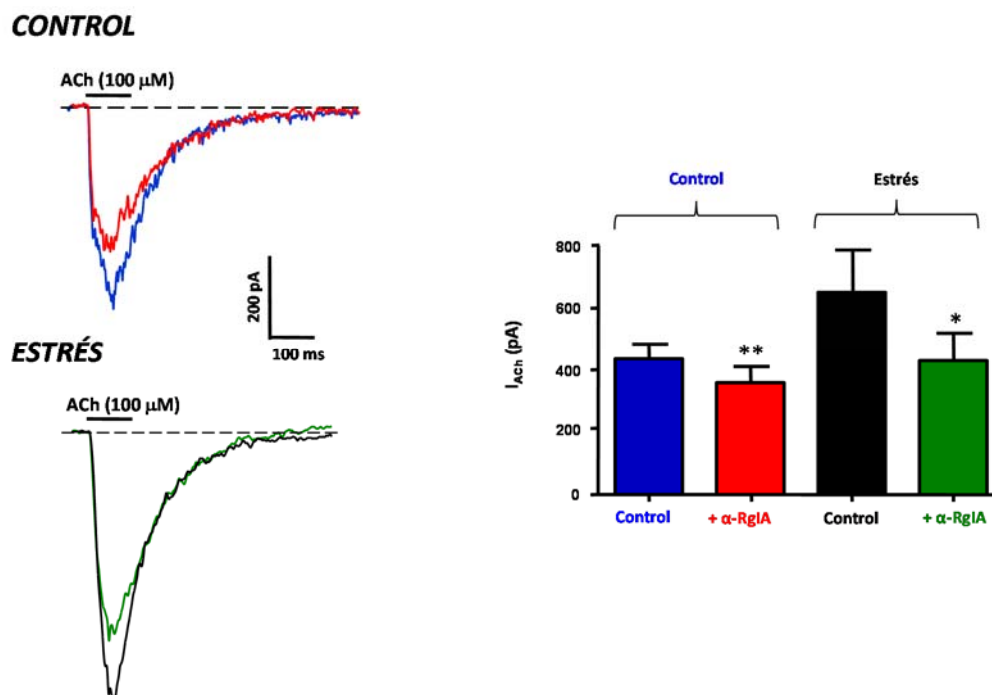 CONTROL
ACh (100 µM)
200 pA
100 ms
ESTRÉS
ACh (100 µM)
Control Estrés
800
600
400
200
0
I_ACh (pA)
** *
Control + α-RgIA Control + α-RgIA